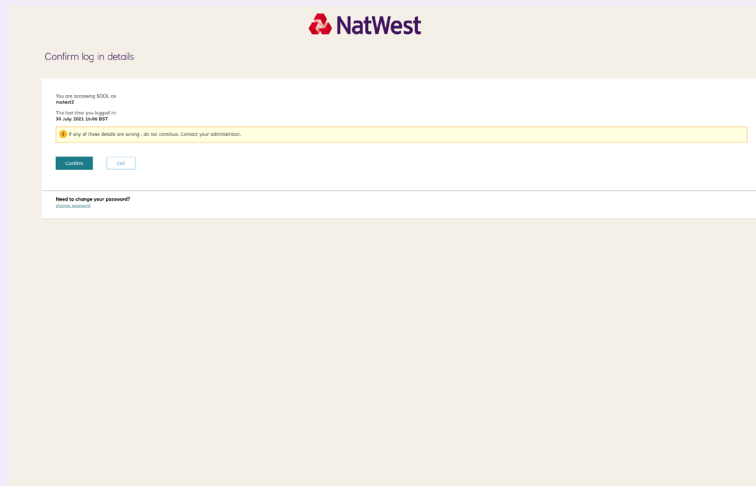 NatWest
Confirm log in details
You are accessing SDOL as
nwtest2
The last time you logged in:
30 July 2021 15:06 BST
If any of these details are wrong , do not continue. Contact your administrator.
Confirm
Exit
Need to change your password?
change password